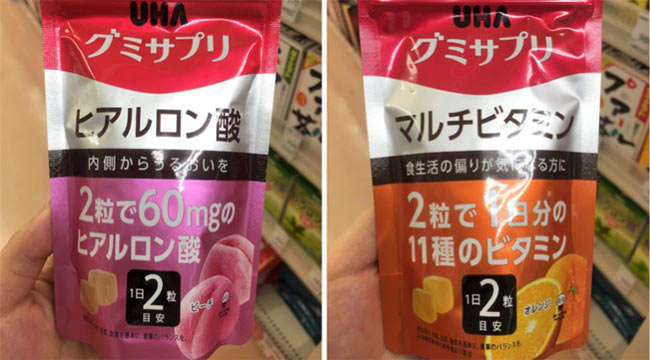 UHA
グミサプリ
ヒアルロン酸
内側からうるおいを
2粒で60mgの
ヒアルロン酸
1日2粒
目安
ピーチ
UHA
グミサプリ
マルチビタミン
食生活の偏りが気になる方に
2粒で1日分の
11種のビタミン
1日2粒
目安
オレンジ